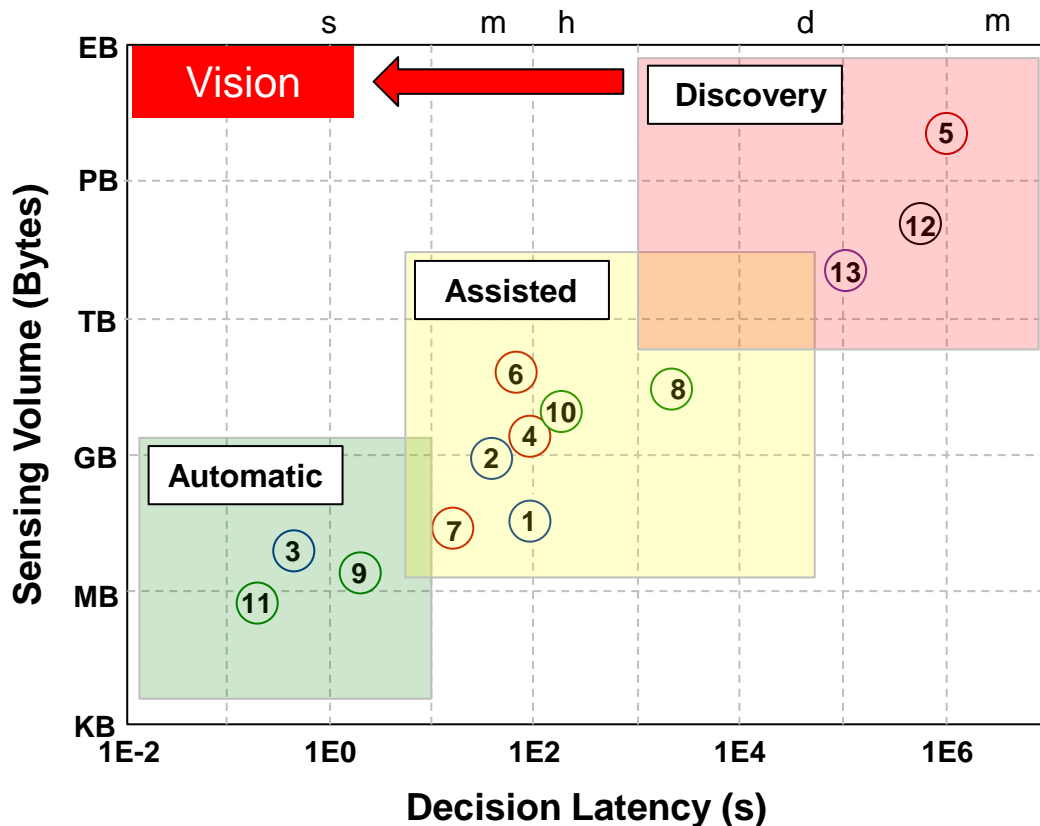 s m h d m
EB
Vision
Discovery
5
PB
12
13
Assisted
TB
6
8
10
4
GB
2
Automatic
1
7
3
9
MB
11
KB
1E-2 1E0 1E2 1E4 1E6
Decision Latency (s)
Sensing Volume (Bytes)